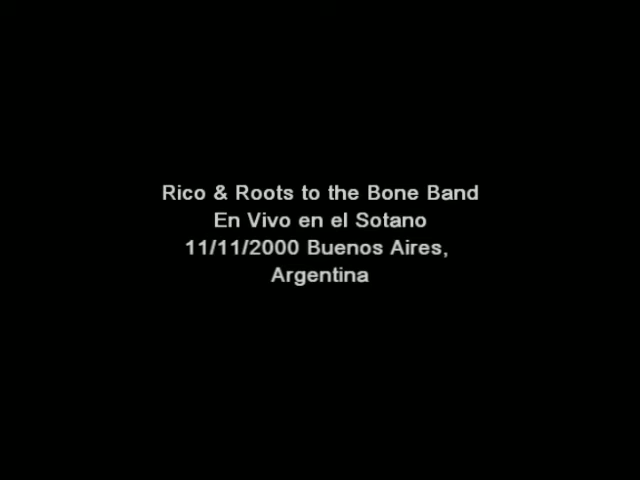 Rico & Roots to the Bone Band
En Vivo en el Sotano
11/11/2000 Buenos Aires,
Argentina